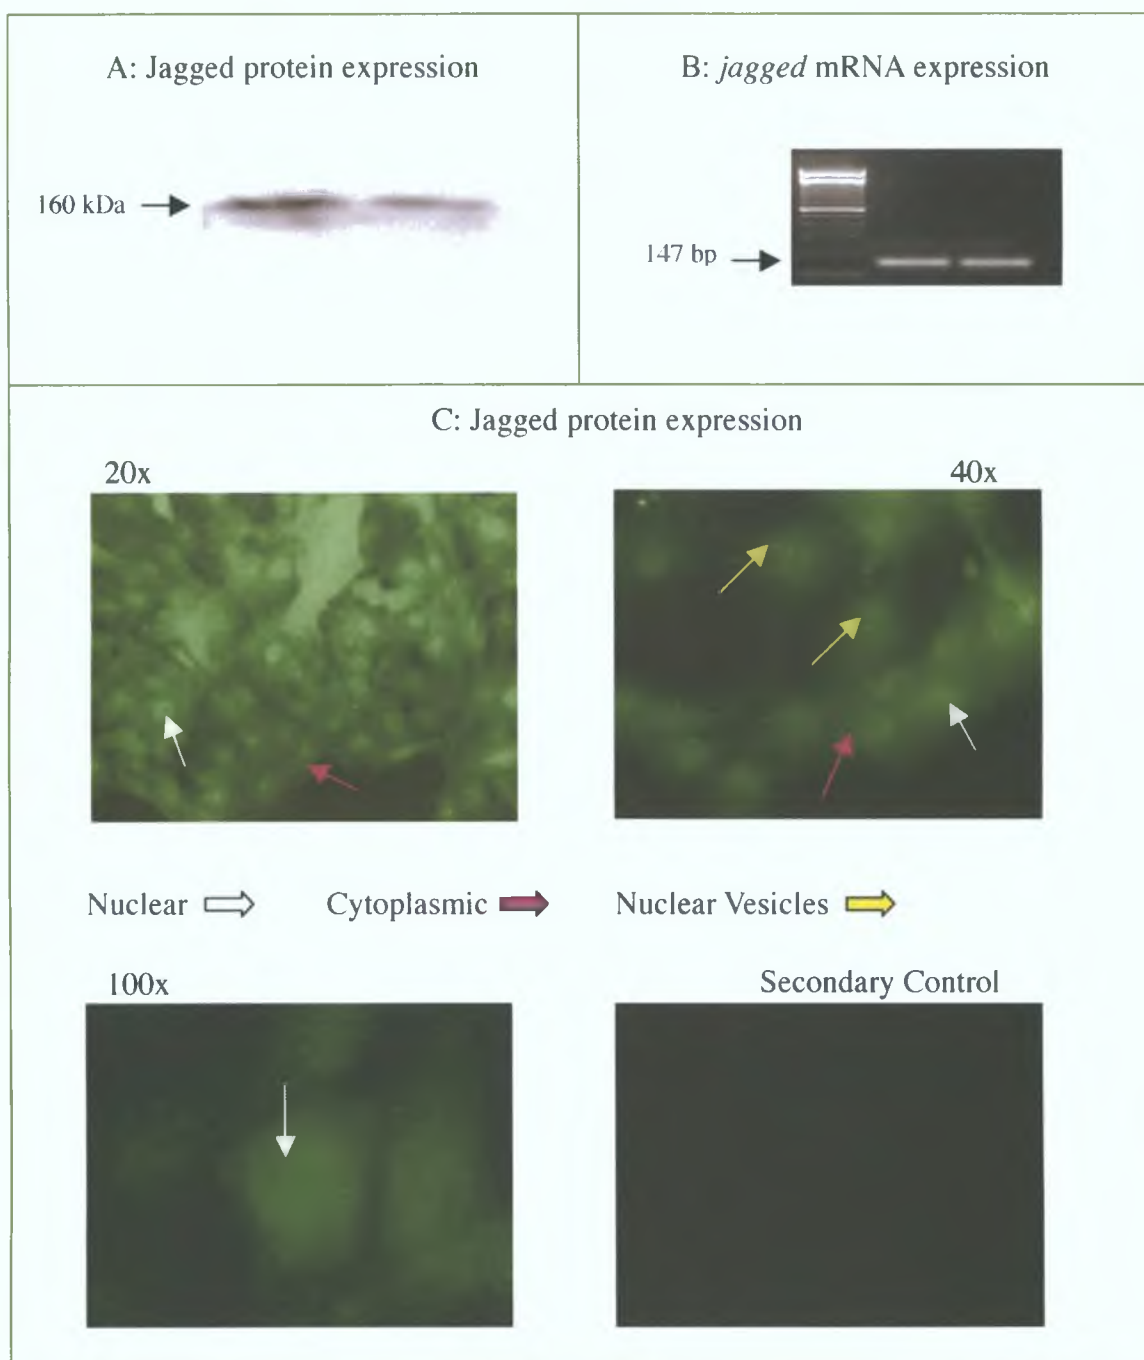 A: Jagged protein expression
160 kDa
B: jagged mRNA expression
147 bp
C: Jagged protein expression
20x
40x
Nuclear
Cytoplasmic
Nuclear Vesicles
100x
Secondary Control